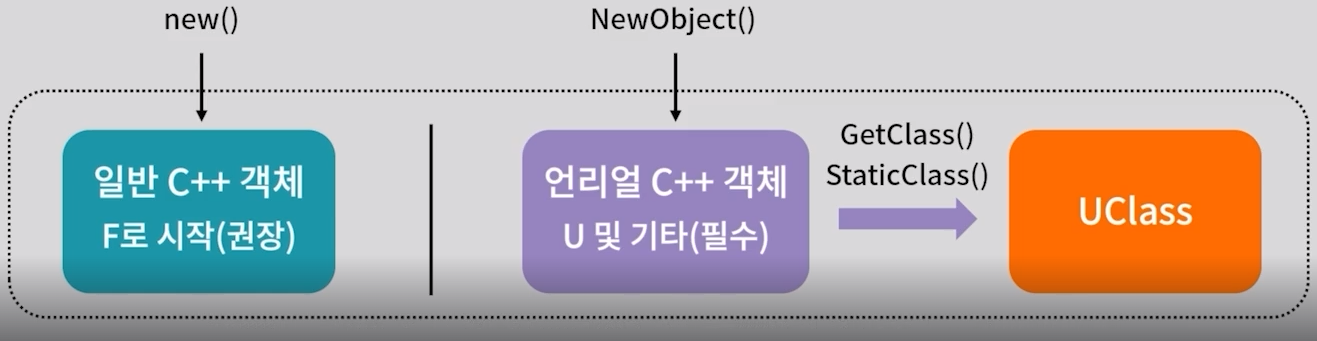 new()
NewObject()
일반 C++ 객체
F로 시작(권장)
언리얼 C++ 객체
U 및 기타(필수)
GetClass()
StaticClass()
UClass